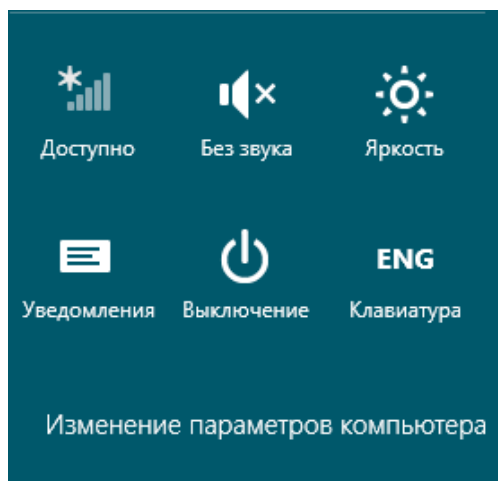 Доступно Без звука Яркость
ENG
Уведомления Выключение Клавиатура
Изменение параметров компьютера